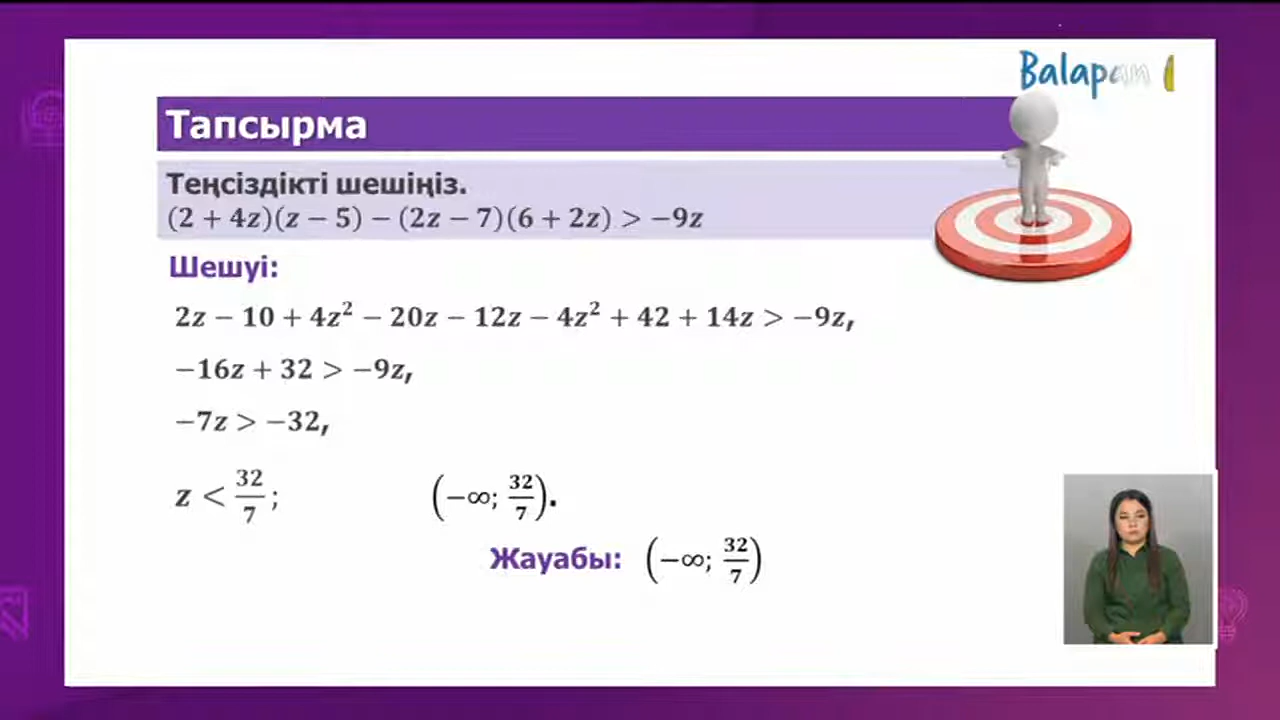 Balapan
Тапсырма
Теңсіздікті шешіңіз.
(2 + 4z)(z − 5) − (2z − 7)(6 + 2z) > −9z
Шешуі:
2z − 10 + 4z² − 20z − 12z − 4z² + 42 + 14z > −9z,
−16z + 32 > −9z,
−7z > −32,
z < 32/7; (−∞; 32/7).
Жауабы: (−∞; 32/7)